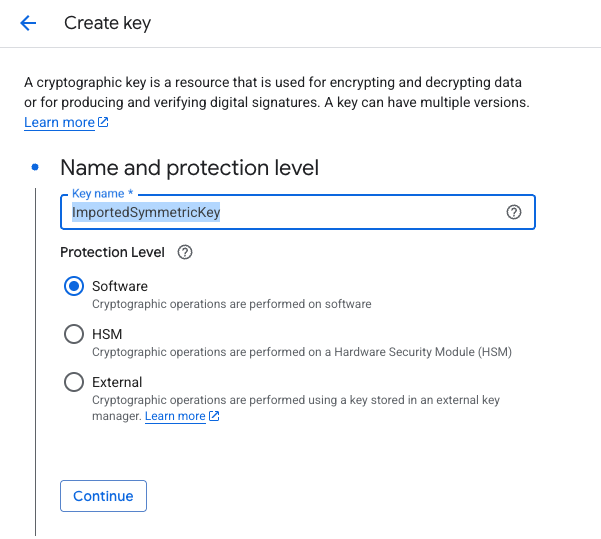 Create key
A cryptographic key is a resource that is used for encrypting and decrypting data
or for producing and verifying digital signatures. A key can have multiple versions.
Learn more
Name and protection level
Key name *
ImportedSymmetricKey
Protection Level
Software
Cryptographic operations are performed on software
HSM
Cryptographic operations are performed on a Hardware Security Module (HSM)
External
Cryptographic operations are performed using a key stored in an external key
manager. Learn more
Continue